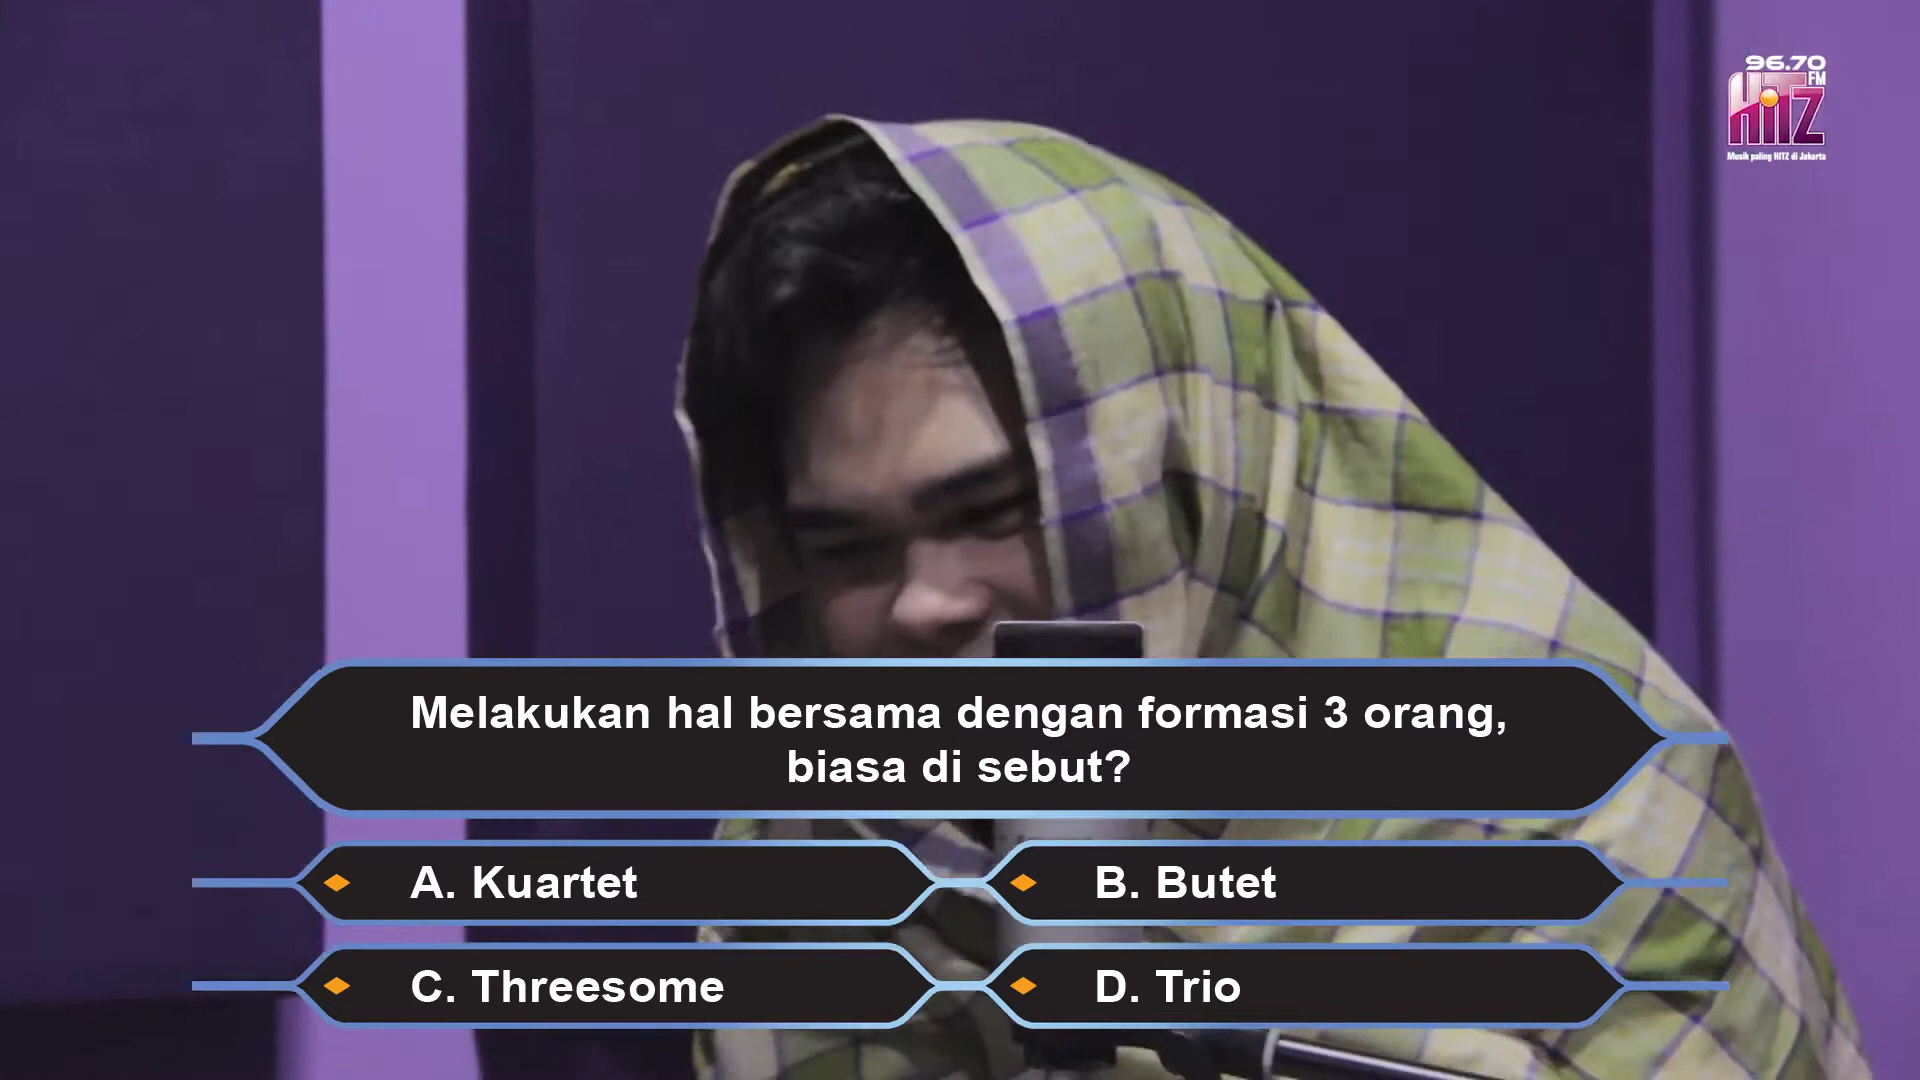 96.70
FM
HITZ
Musik paling HITZ di Jakarta
Melakukan hal bersama dengan formasi 3 orang,
biasa di sebut?
A. Kuartet
B. Butet
C. Threesome
D. Trio